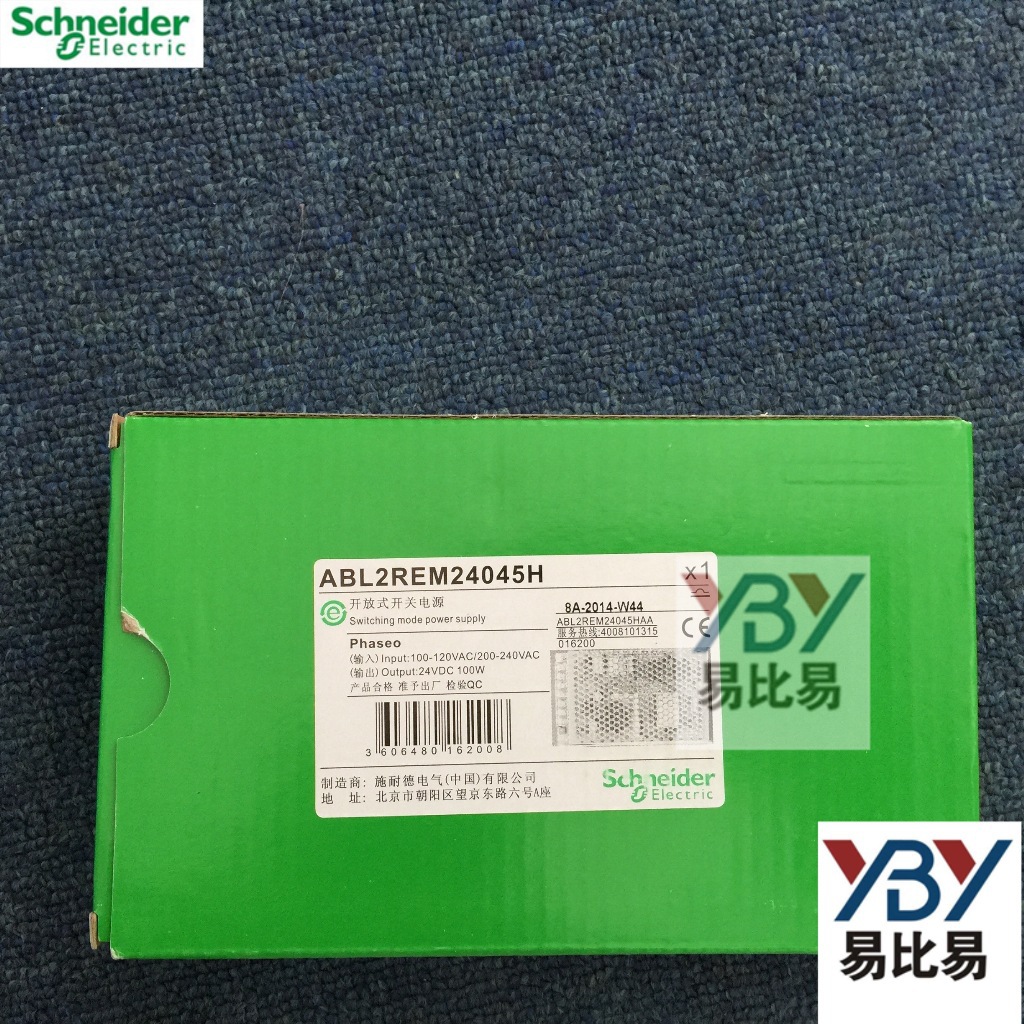 Schneider
Electric
ABL2REM24045H
x1
开放式开关电源
Switching mode power supply
8A-2014-W44
ABL2REM24045HAA
服务热线:4008101315
016200
CE
Phaseo
(输入) Input:100-120VAC/200-240VAC
(输出) Output:24VDC 100W
产品合格 准予出厂 检验QC
3 606480 162008
制造商: 施耐德电气(中国)有限公司
地 址: 北京市朝阳区望京东路六号A座
Schneider
Electric
YBY
易比易
YBY
易比易